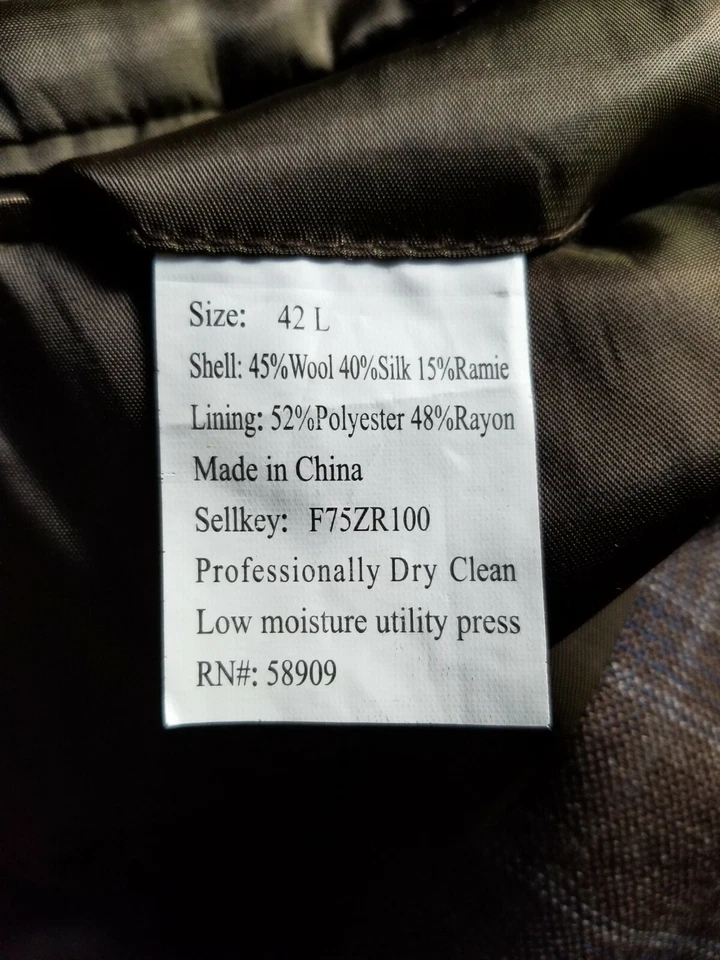 Size: 42 L
Shell: 45%Wool 40%Silk 15%Ramie
Lining: 52%Polyester 48%Rayon
Made in China
Sellkey: F75ZR100
Professionally Dry Clean
Low moisture utility press
RN#: 58909